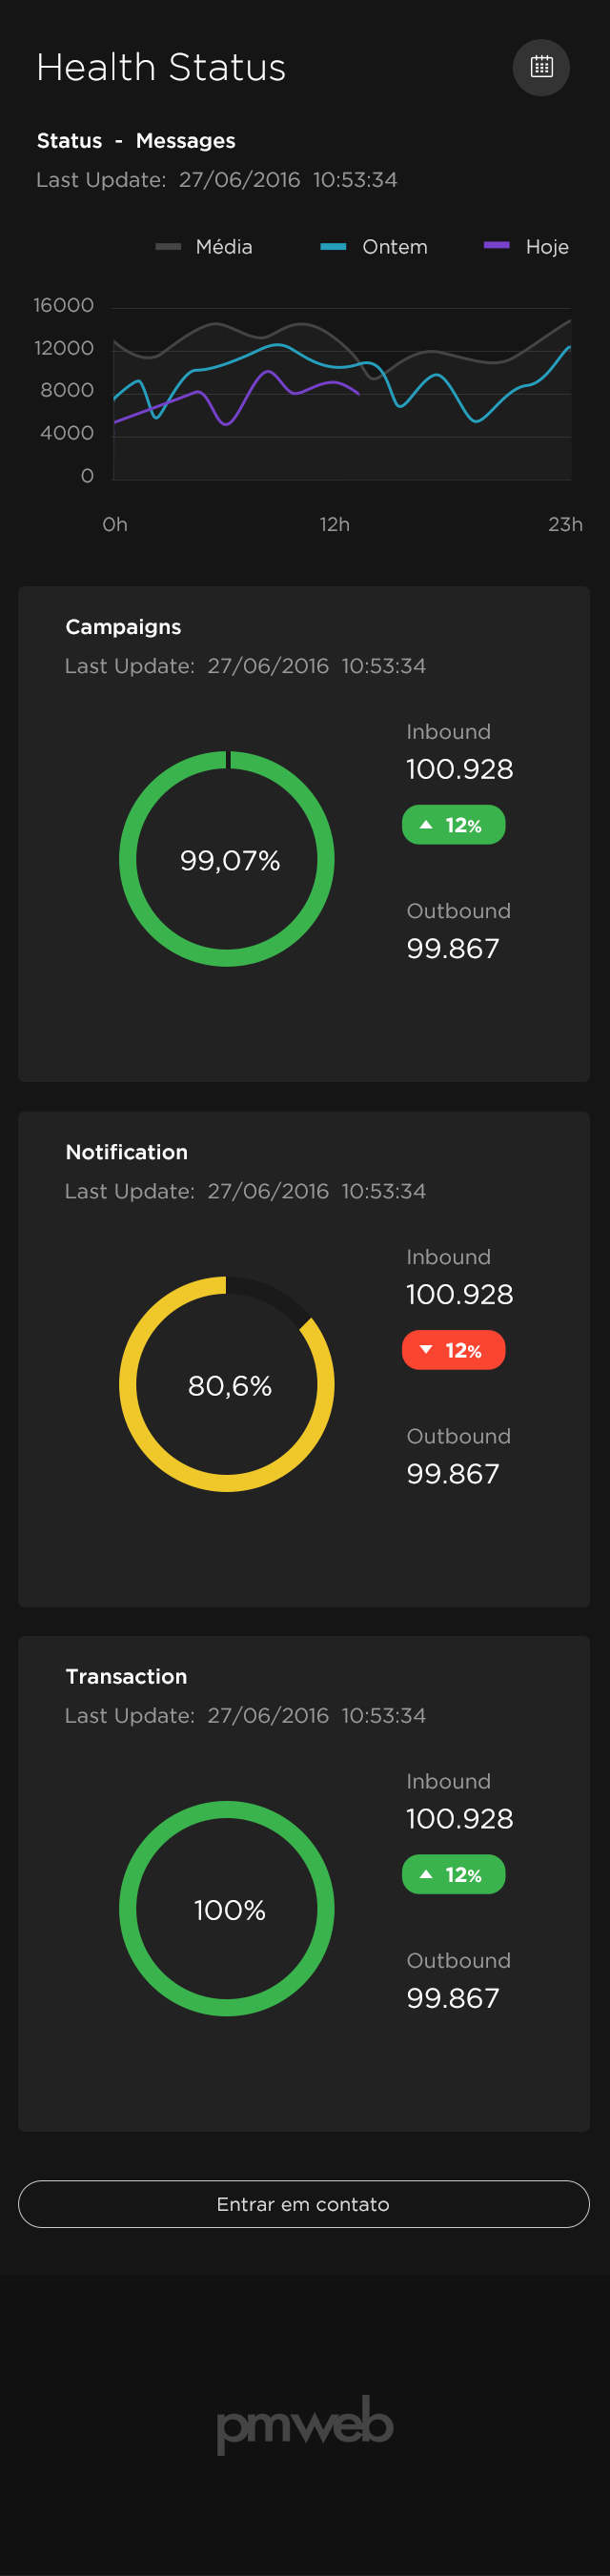 Health Status
Status - Messages
Last Update: 27/06/2016 10:53:34
Média Ontem Hoje
16000
12000
8000
4000
0
0h 12h 23h
Campaigns
Last Update: 27/06/2016 10:53:34
Inbound
100.928
12%
99,07%
Outbound
99.867
Notification
Last Update: 27/06/2016 10:53:34
Inbound
100.928
12%
80,6%
Outbound
99.867
Transaction
Last Update: 27/06/2016 10:53:34
Inbound
100.928
12%
100%
Outbound
99.867
Entrar em contato
pmweb